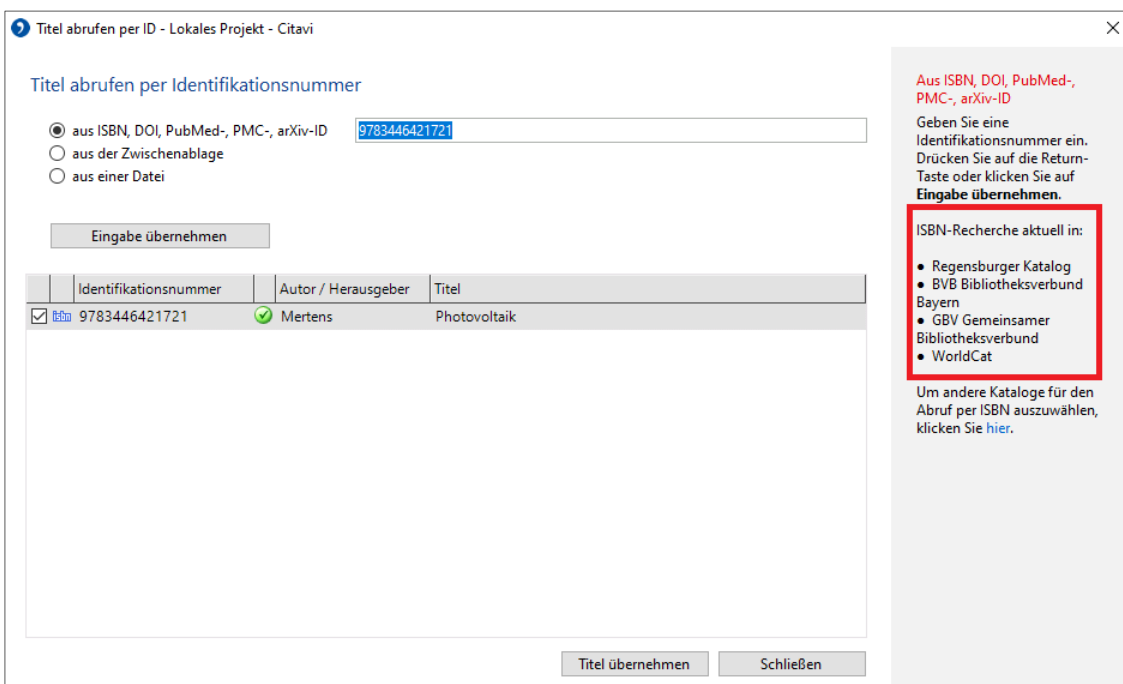 Titel abrufen per ID - Lokales Projekt - Citavi
Titel abrufen per Identifikationsnummer
aus ISBN, DOI, PubMed-, PMC-, arXiv-ID 9783446421721
aus der Zwischenablage
aus einer Datei
Eingabe übernehmen
Identifikationsnummer Autor / Herausgeber Titel
9783446421721 Mertens Photovoltaik
Titel übernehmen Schließen
Aus ISBN, DOI, PubMed-,
PMC-, arXiv-ID
Geben Sie eine
Identifikationsnummer ein.
Drücken Sie auf die Return-
Taste oder klicken Sie auf
Eingabe übernehmen.
ISBN-Recherche aktuell in:
● Regensburger Katalog
● BVB Bibliotheksverbund
Bayern
● GBV Gemeinsamer
Bibliotheksverbund
● WorldCat
Um andere Kataloge für den
Abruf per ISBN auszuwählen,
klicken Sie hier.